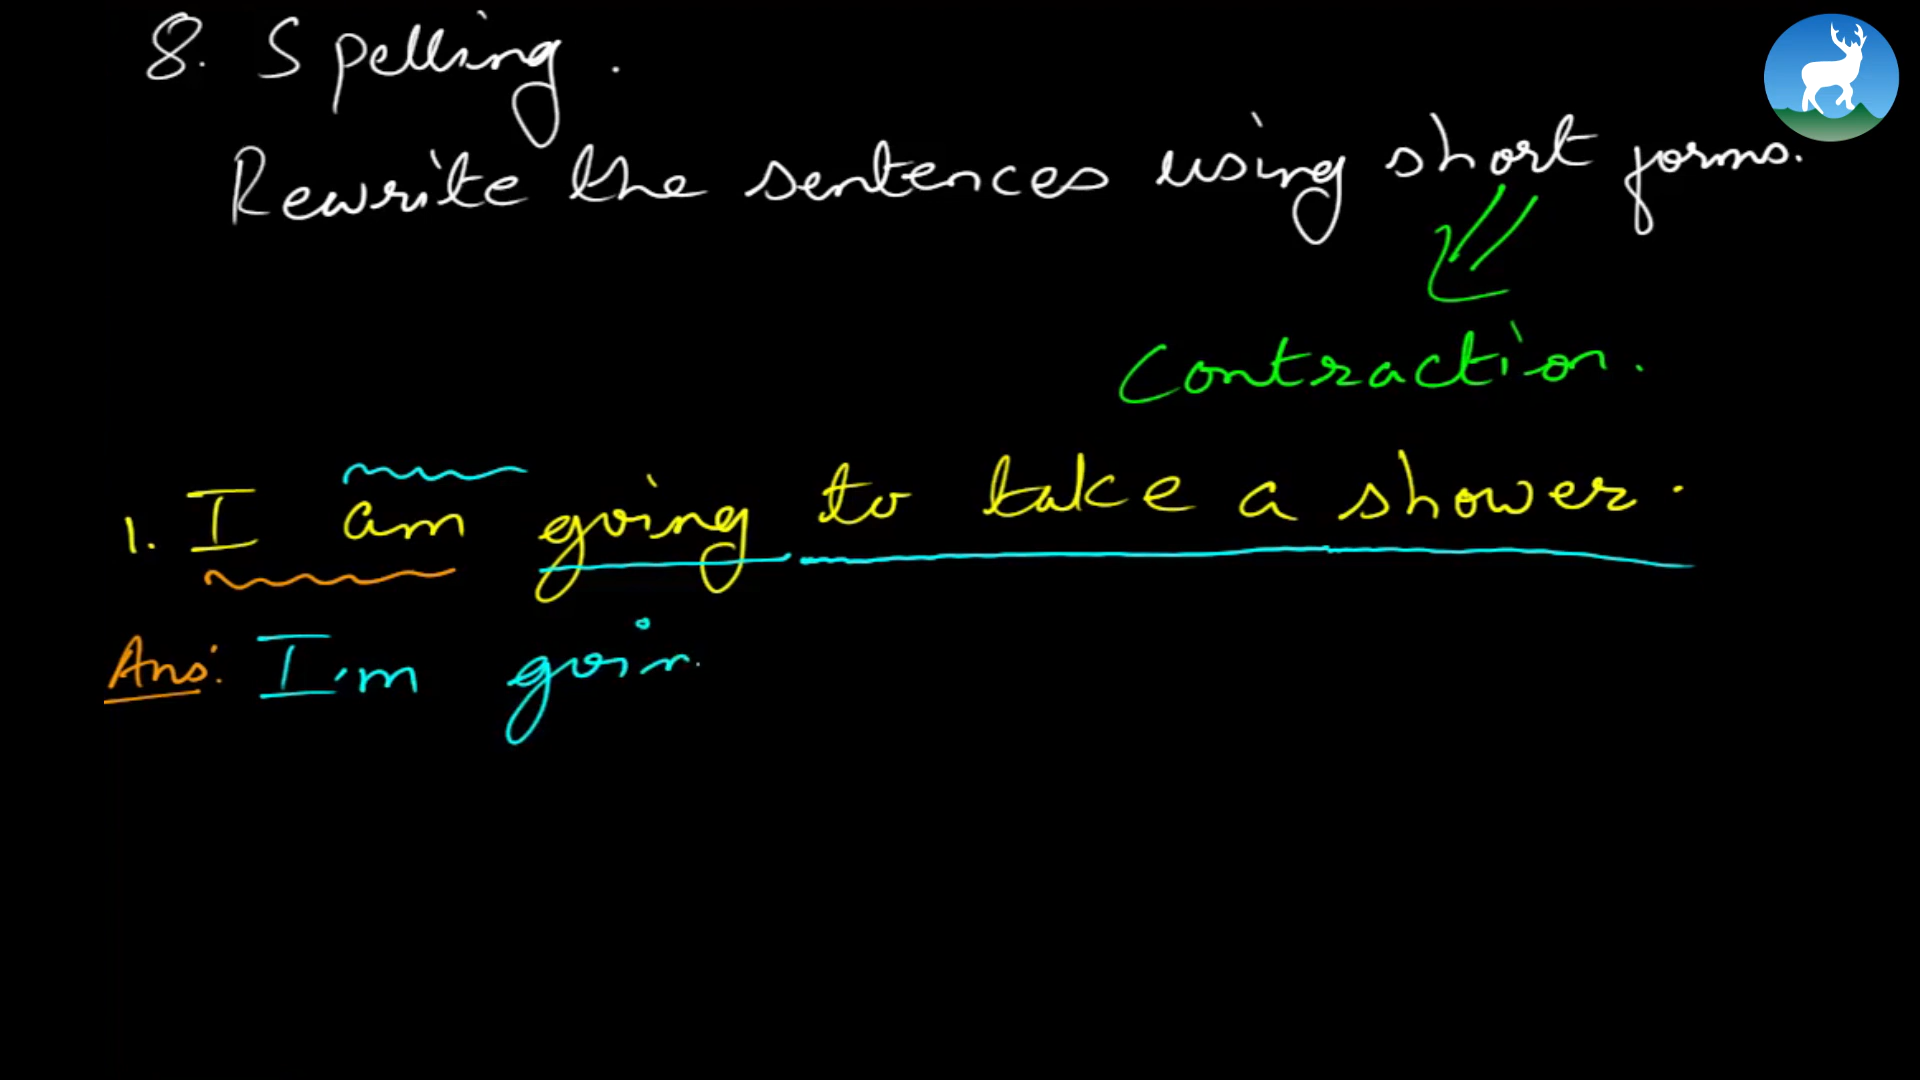 8. Spelling.
Rewrite the sentences using short forms.
Contraction.
1. I am going to take a shower.
Ans: I'm goin